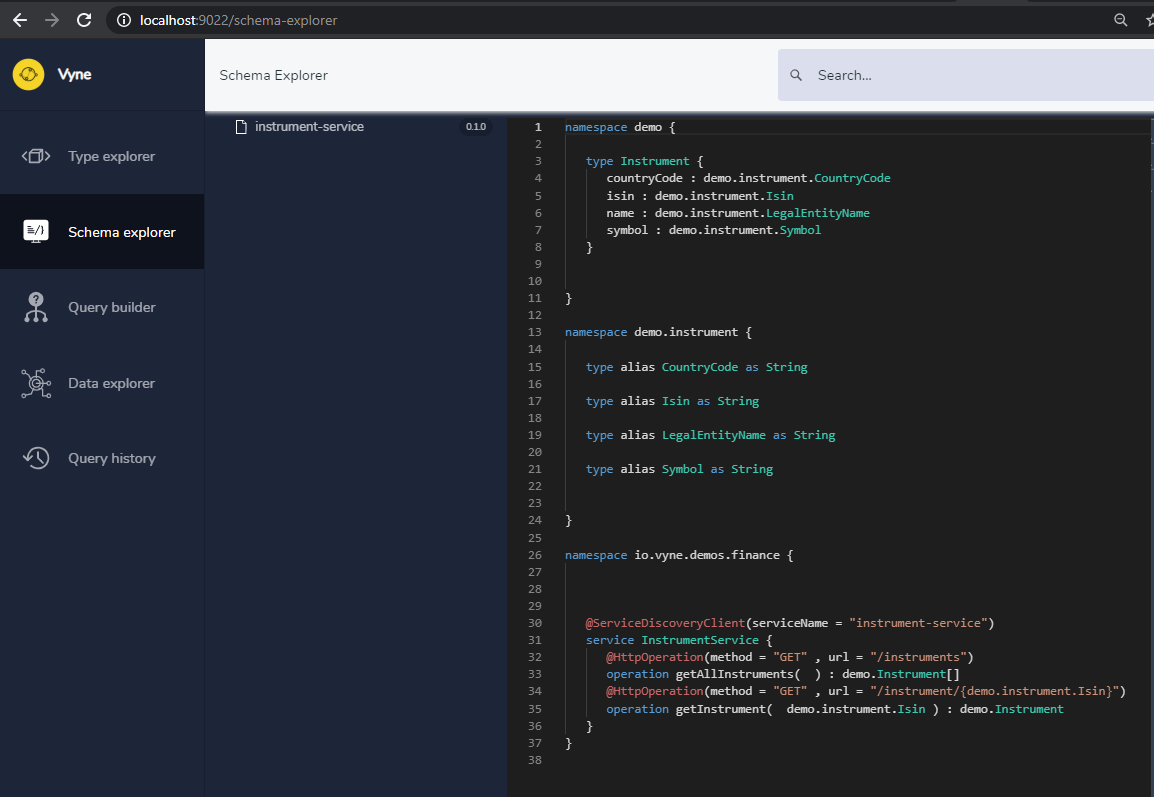 localhost:9022/schema-explorer
Vyne
Schema Explorer
Search...
Type explorer
Schema explorer
Query builder
Data explorer
Query history
instrument-service 0.1.0
1 namespace demo {
2
3 type Instrument {
4 countryCode : demo.instrument.CountryCode
5 isin : demo.instrument.Isin
6 name : demo.instrument.LegalEntityName
7 symbol : demo.instrument.Symbol
8 }
9
10
11 }
12
13 namespace demo.instrument {
14
15 type alias CountryCode as String
16
17 type alias Isin as String
18
19 type alias LegalEntityName as String
20
21 type alias Symbol as String
22
23
24 }
25
26 namespace io.vyne.demos.finance {
27
28
29
30 @ServiceDiscoveryClient(serviceName = "instrument-service")
31 service InstrumentService {
32 @HttpOperation(method = "GET" , url = "/instruments")
33 operation getAllInstruments(  ) : demo.Instrument[]
34 @HttpOperation(method = "GET" , url = "/instrument/{demo.instrument.Isin}")
35 operation getInstrument(  demo.instrument.Isin ) : demo.Instrument
36 }
37 }
38